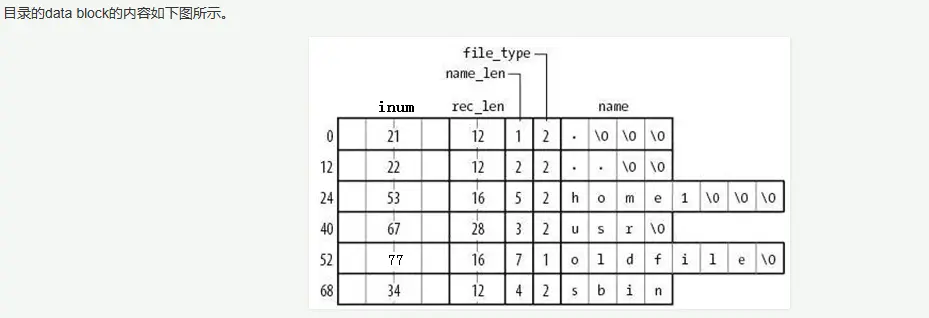 目录的data block的内容如下图所示。
file_type
name_len
inum rec_len name
0 21 12 1 2 . \0 \0 \0
12 22 12 2 2 . . \0 \0
24 53 16 5 2 h o m e 1 \0 \0 \0
40 67 28 3 2 u s r \0
52 77 16 7 1 o l d f i l e \0
68 34 12 4 2 s b i n